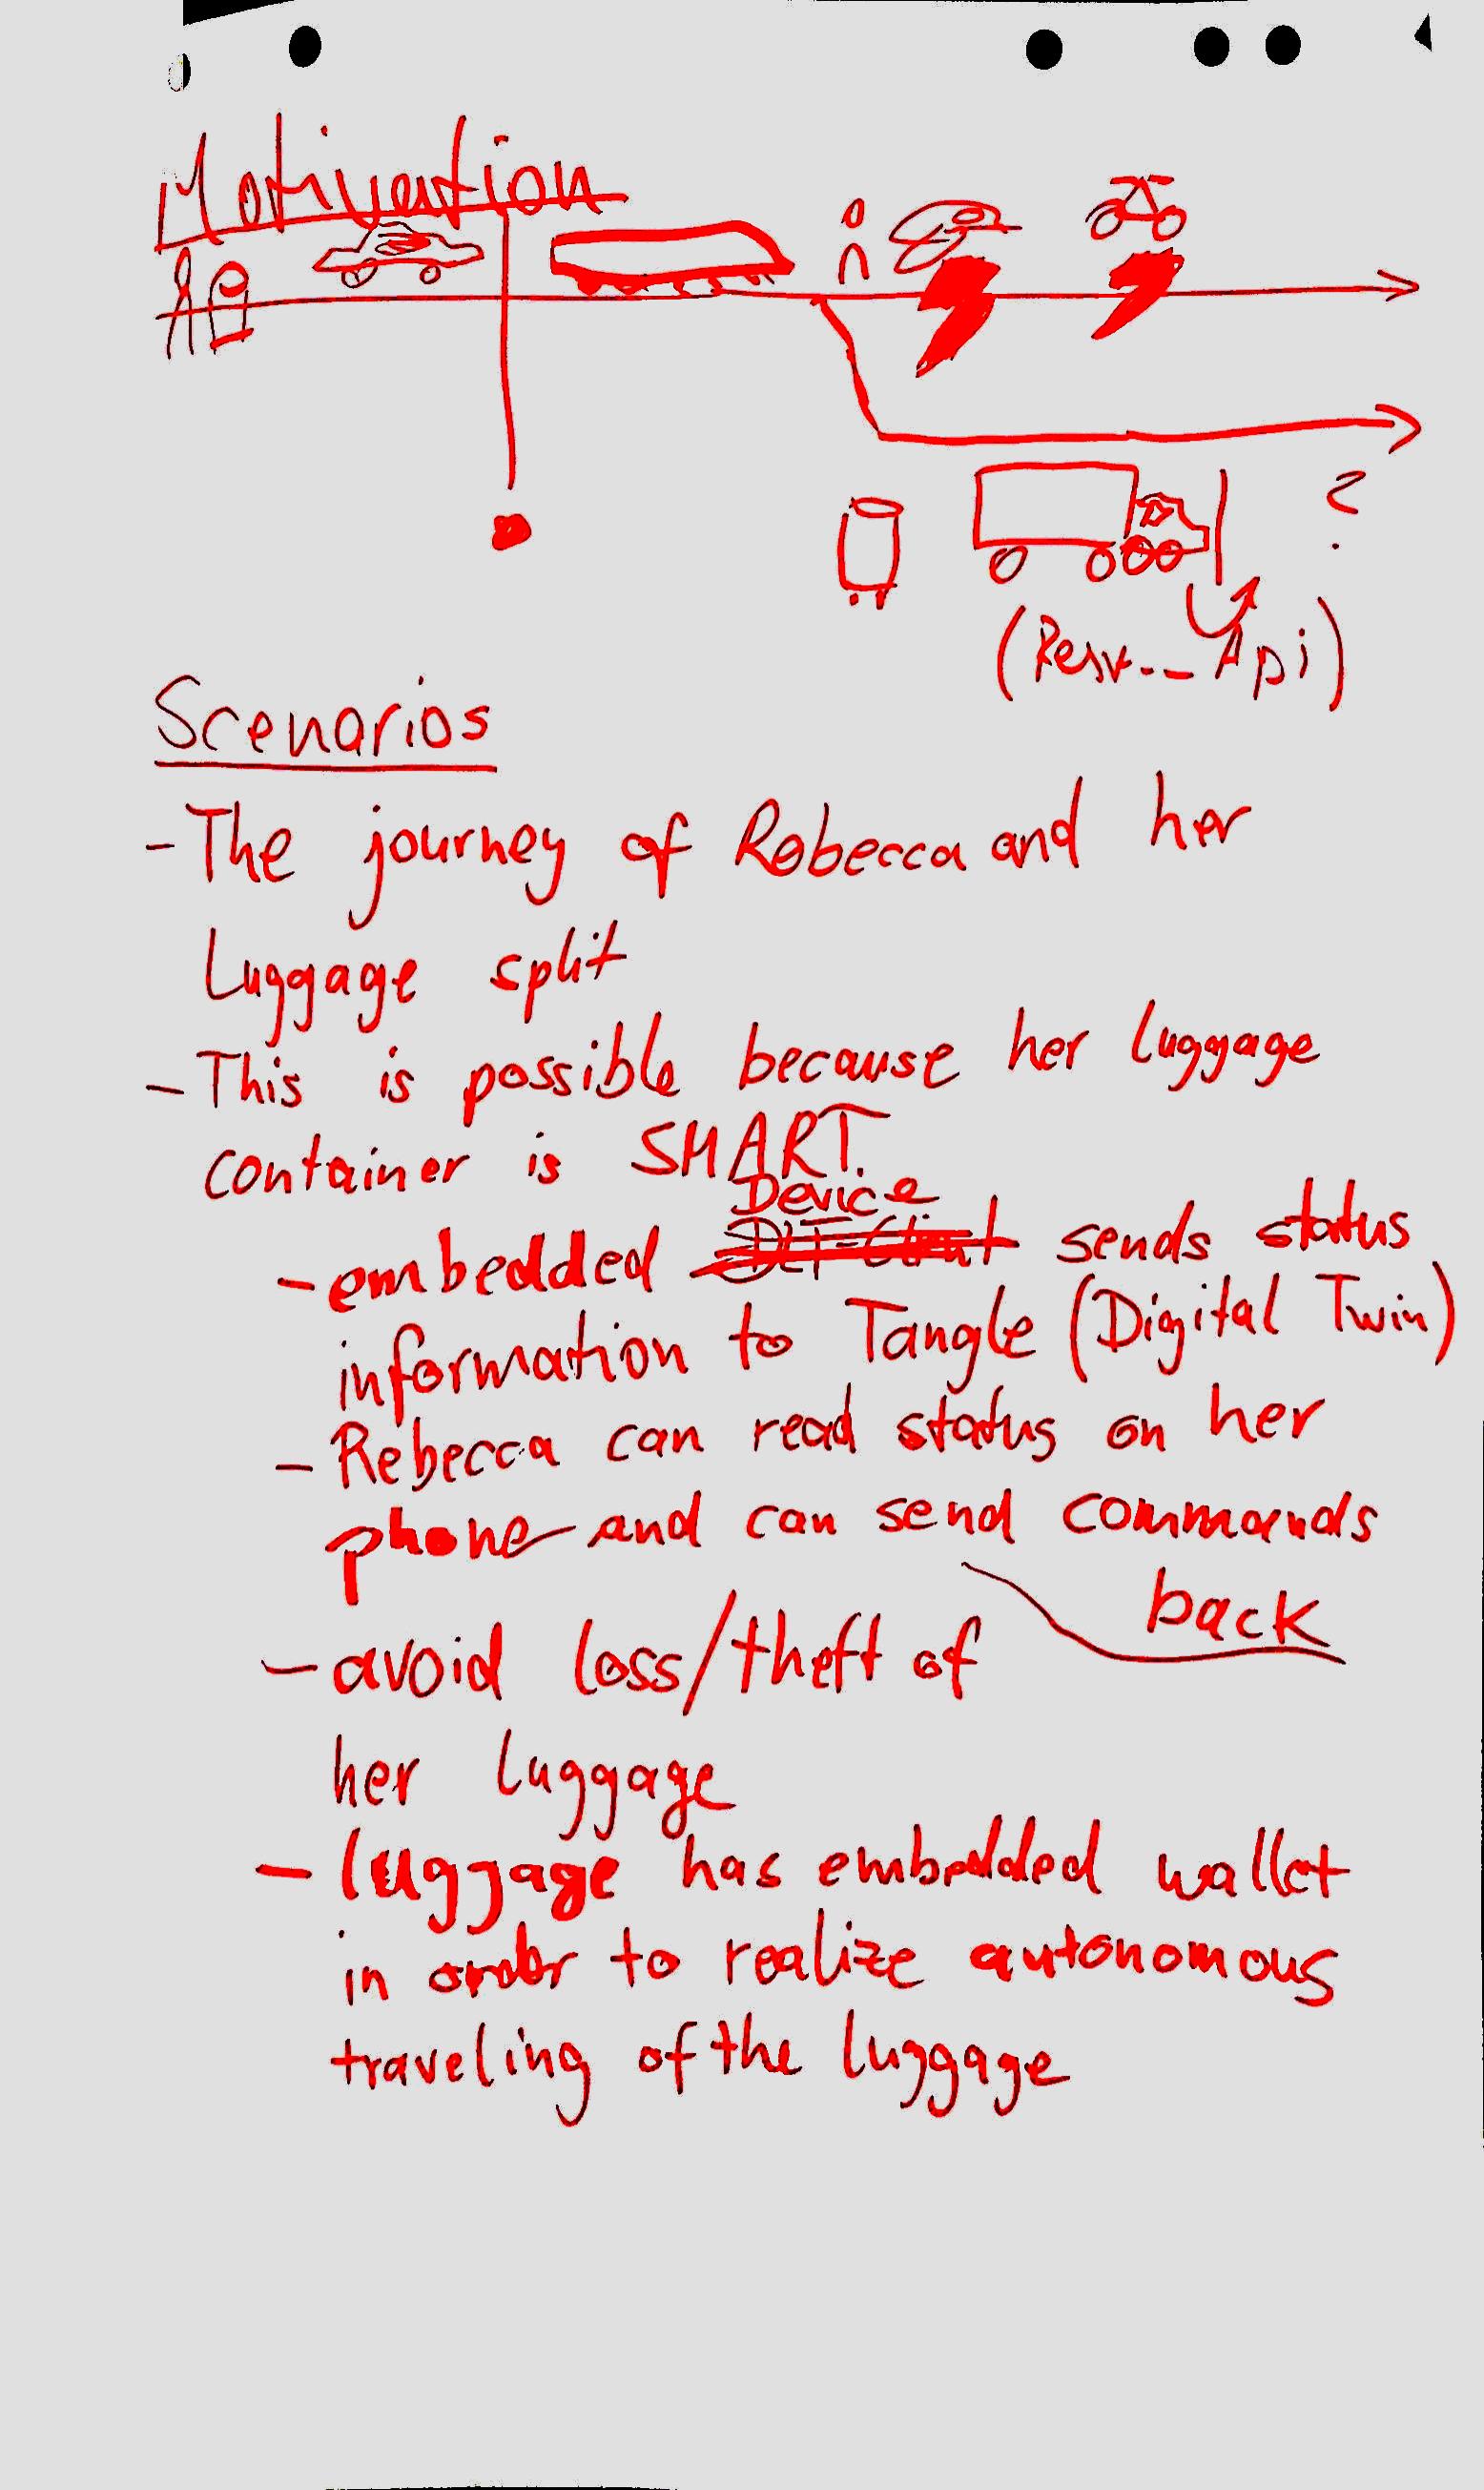 Motivation
(Resv-- Api)
?
Scenarios
- The journey of Rebecca and her
Luggage split
- This is possible because her luggage
container is SMART.
Device
- embedded DLT-Client sends status
information to Tangle (Digital Twin)
- Rebecca can read status on her
phone and can send commands
back
- avoid loss/theft of
her luggage
- luggage has embedded wallet
in order to realize autonomous
traveling of the luggage